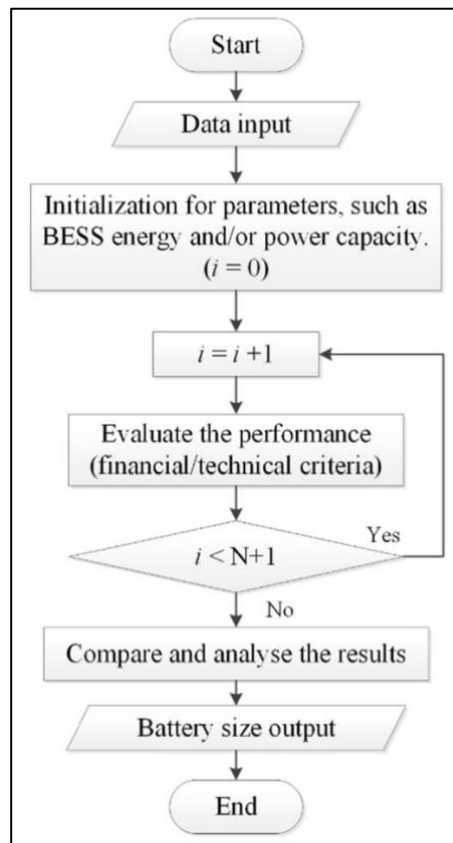 Start
Data input
Initialization for parameters, such as
BESS energy and/or power capacity.
(i = 0)
i = i +1
Evaluate the performance
(financial/technical criteria)
Yes
i < N+1
No
Compare and analyse the results
Battery size output
End